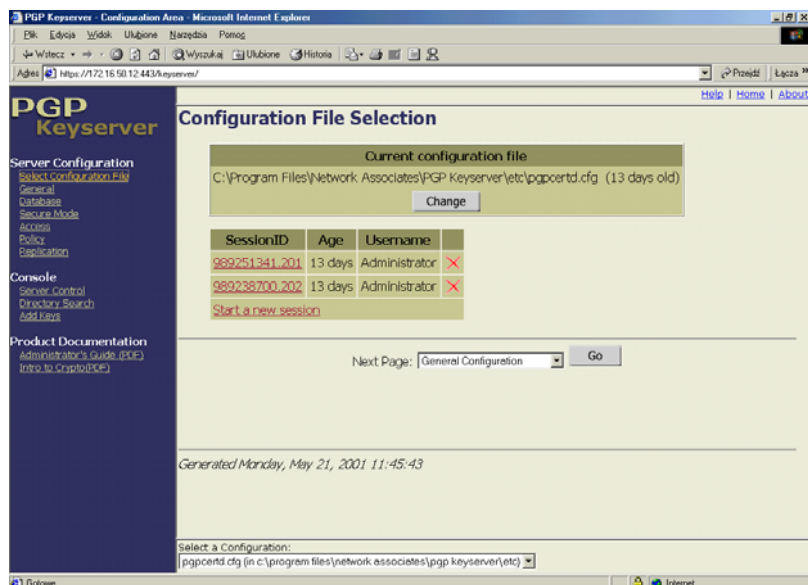 PGP Keyserver - Configuration Area - Microsoft Internet Explorer
Plik Edycja Widok Ulubione Narzędzia Pomoc
Wstecz Wyszukaj Ulubione Historia
Adres https://172.16.50.12:443/keyserver/ Przejdź Łącza »
Help | Home | About
PGP
Keyserver
Server Configuration
Select Configuration File
General
Database
Secure Mode
Access
Policy
Replication
Console
Server Control
Directory Search
Add Keys
Product Documentation
Administrator's Guide (PDF)
Intro to Crypto(PDF)
Configuration File Selection
Current configuration file
C:\Program Files\Network Associates\PGP Keyserver\etc\pgpcertd.cfg (13 days old)
Change
SessionID Age Username
989251341.201 13 days Administrator
989238700.202 13 days Administrator
Start a new session
Next Page: General Configuration Go
Generated Monday, May 21, 2001 11:45:43
Select a Configuration:
pgpcertd.cfg (in c:\program files\network associates\pgp keyserver\etc)
Gotowe Internet